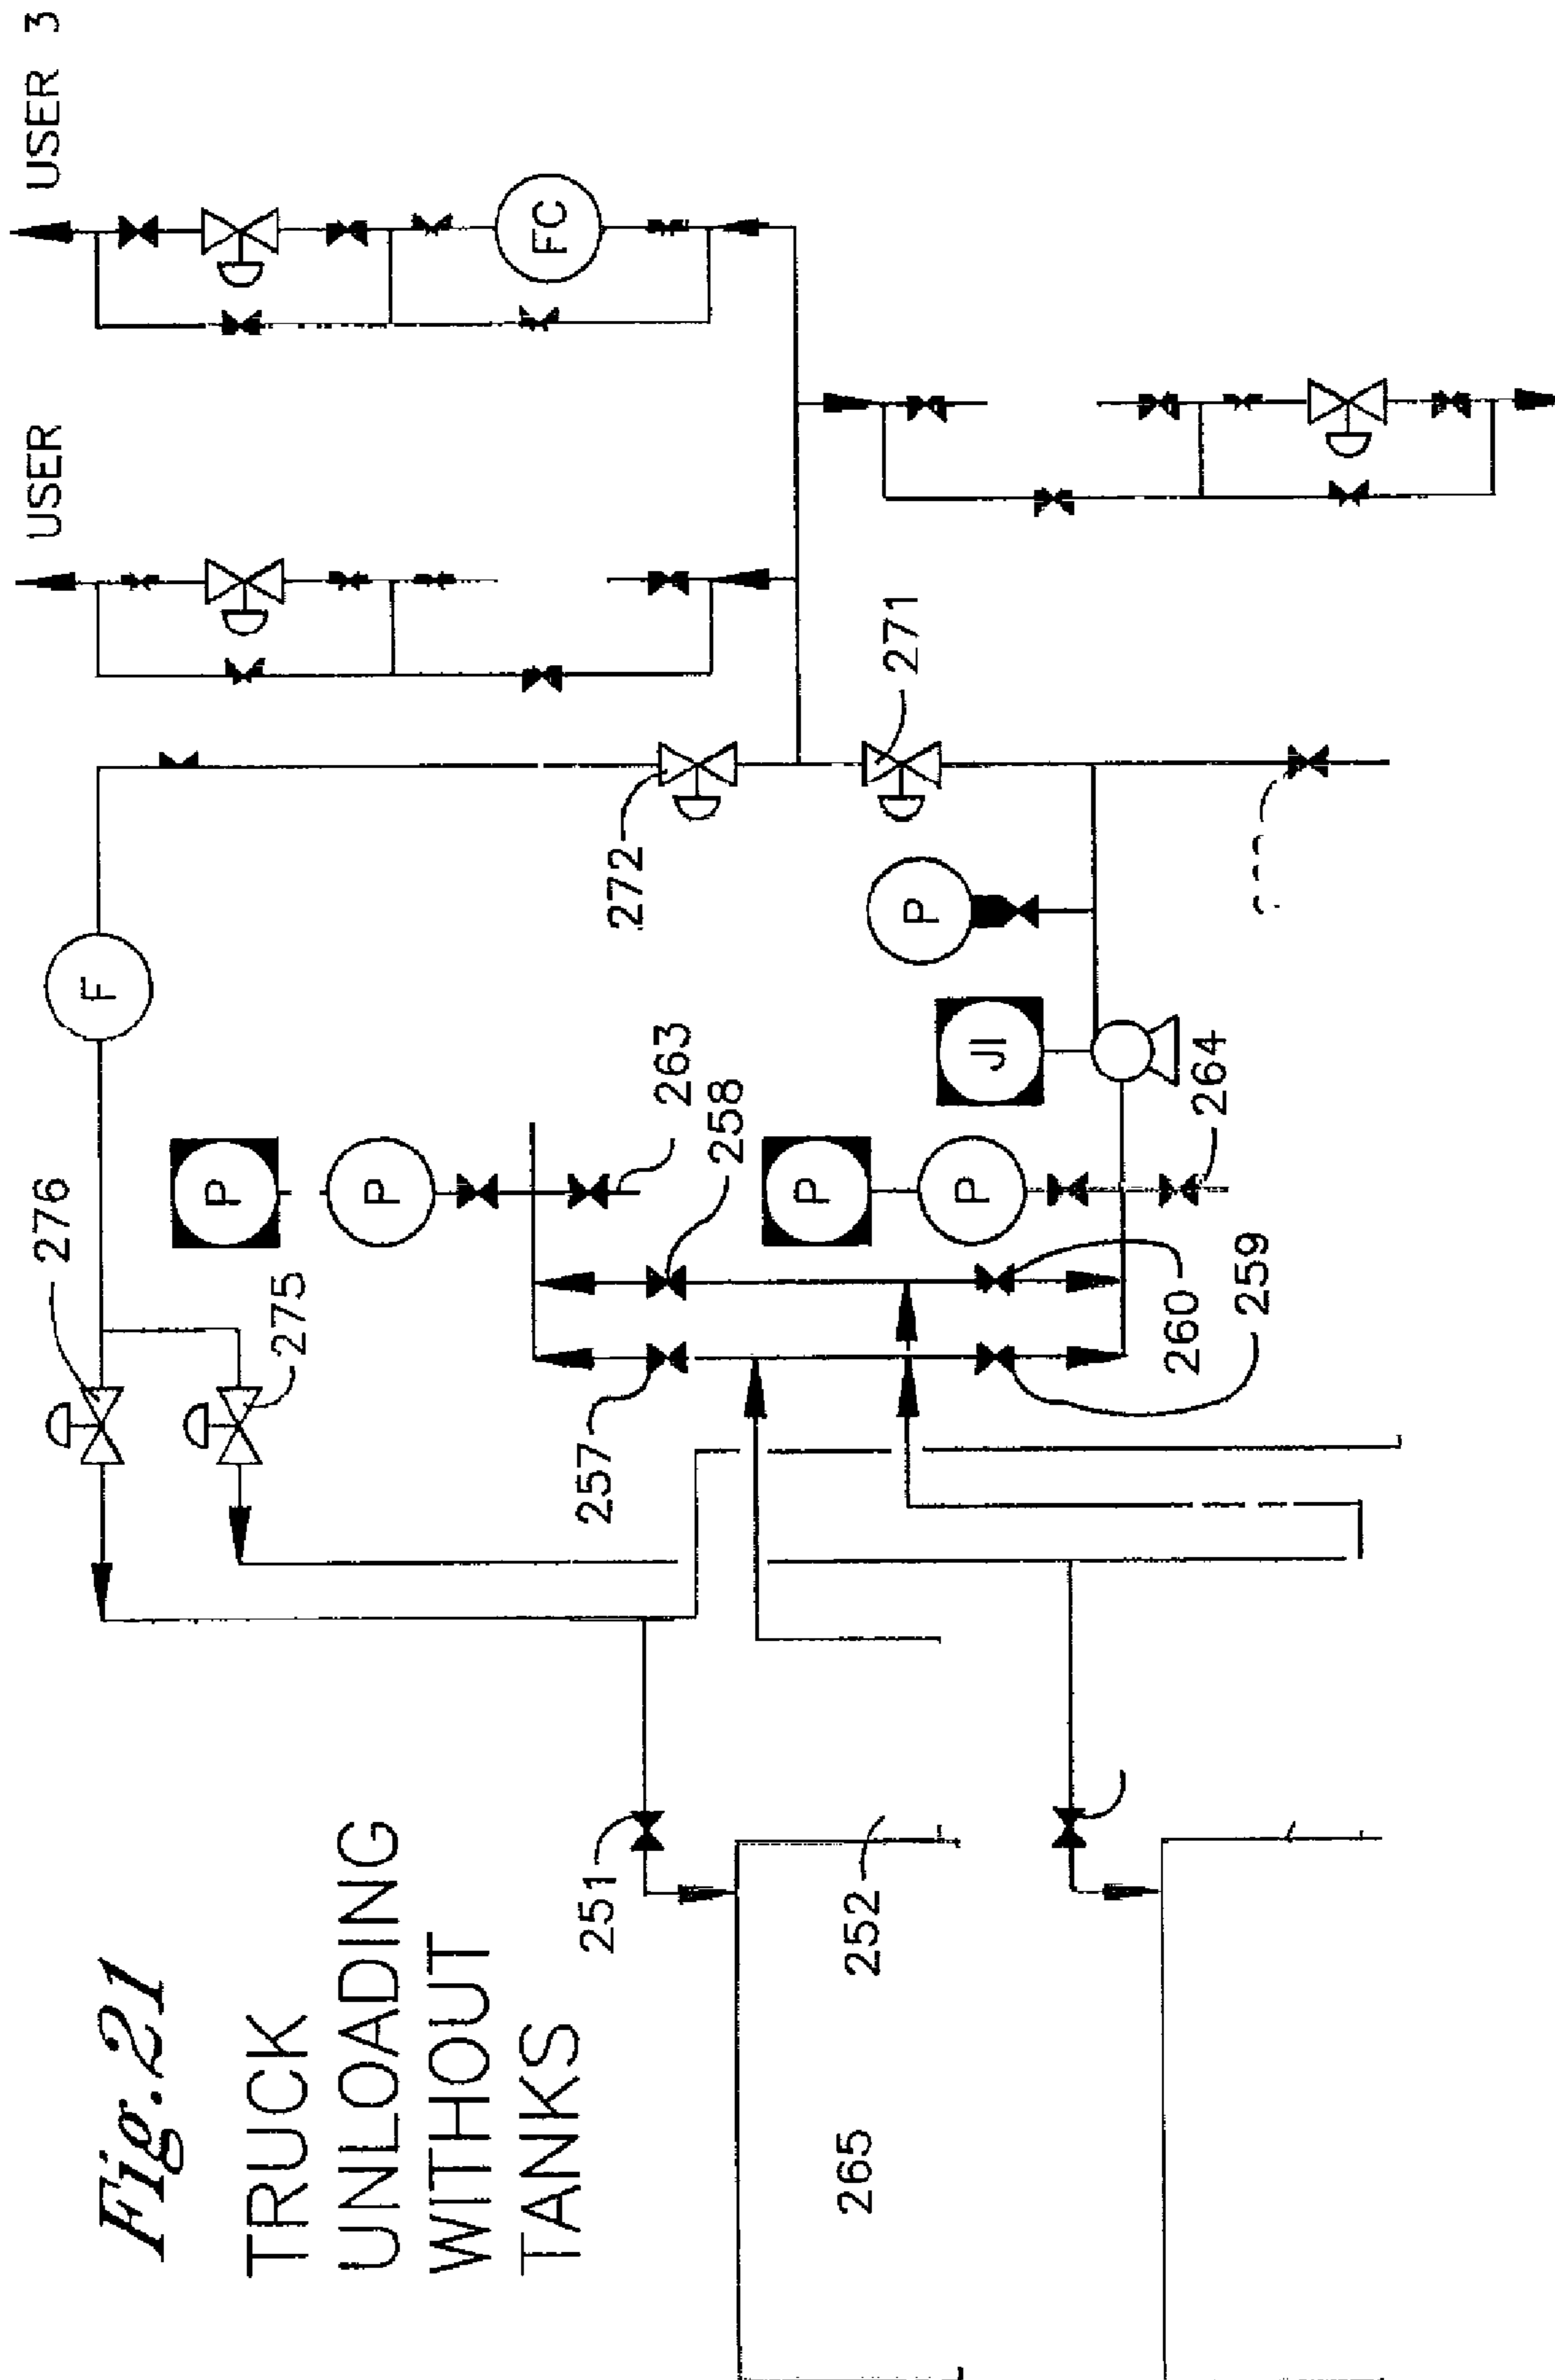 Fig.21
TRUCK
UNLOADING
WITHOUT
TANKS
USER
USER 3
276
F
275
P
P
272
FC
251
257
263
258
271
252
265
P
P
JI
P
260
259
264